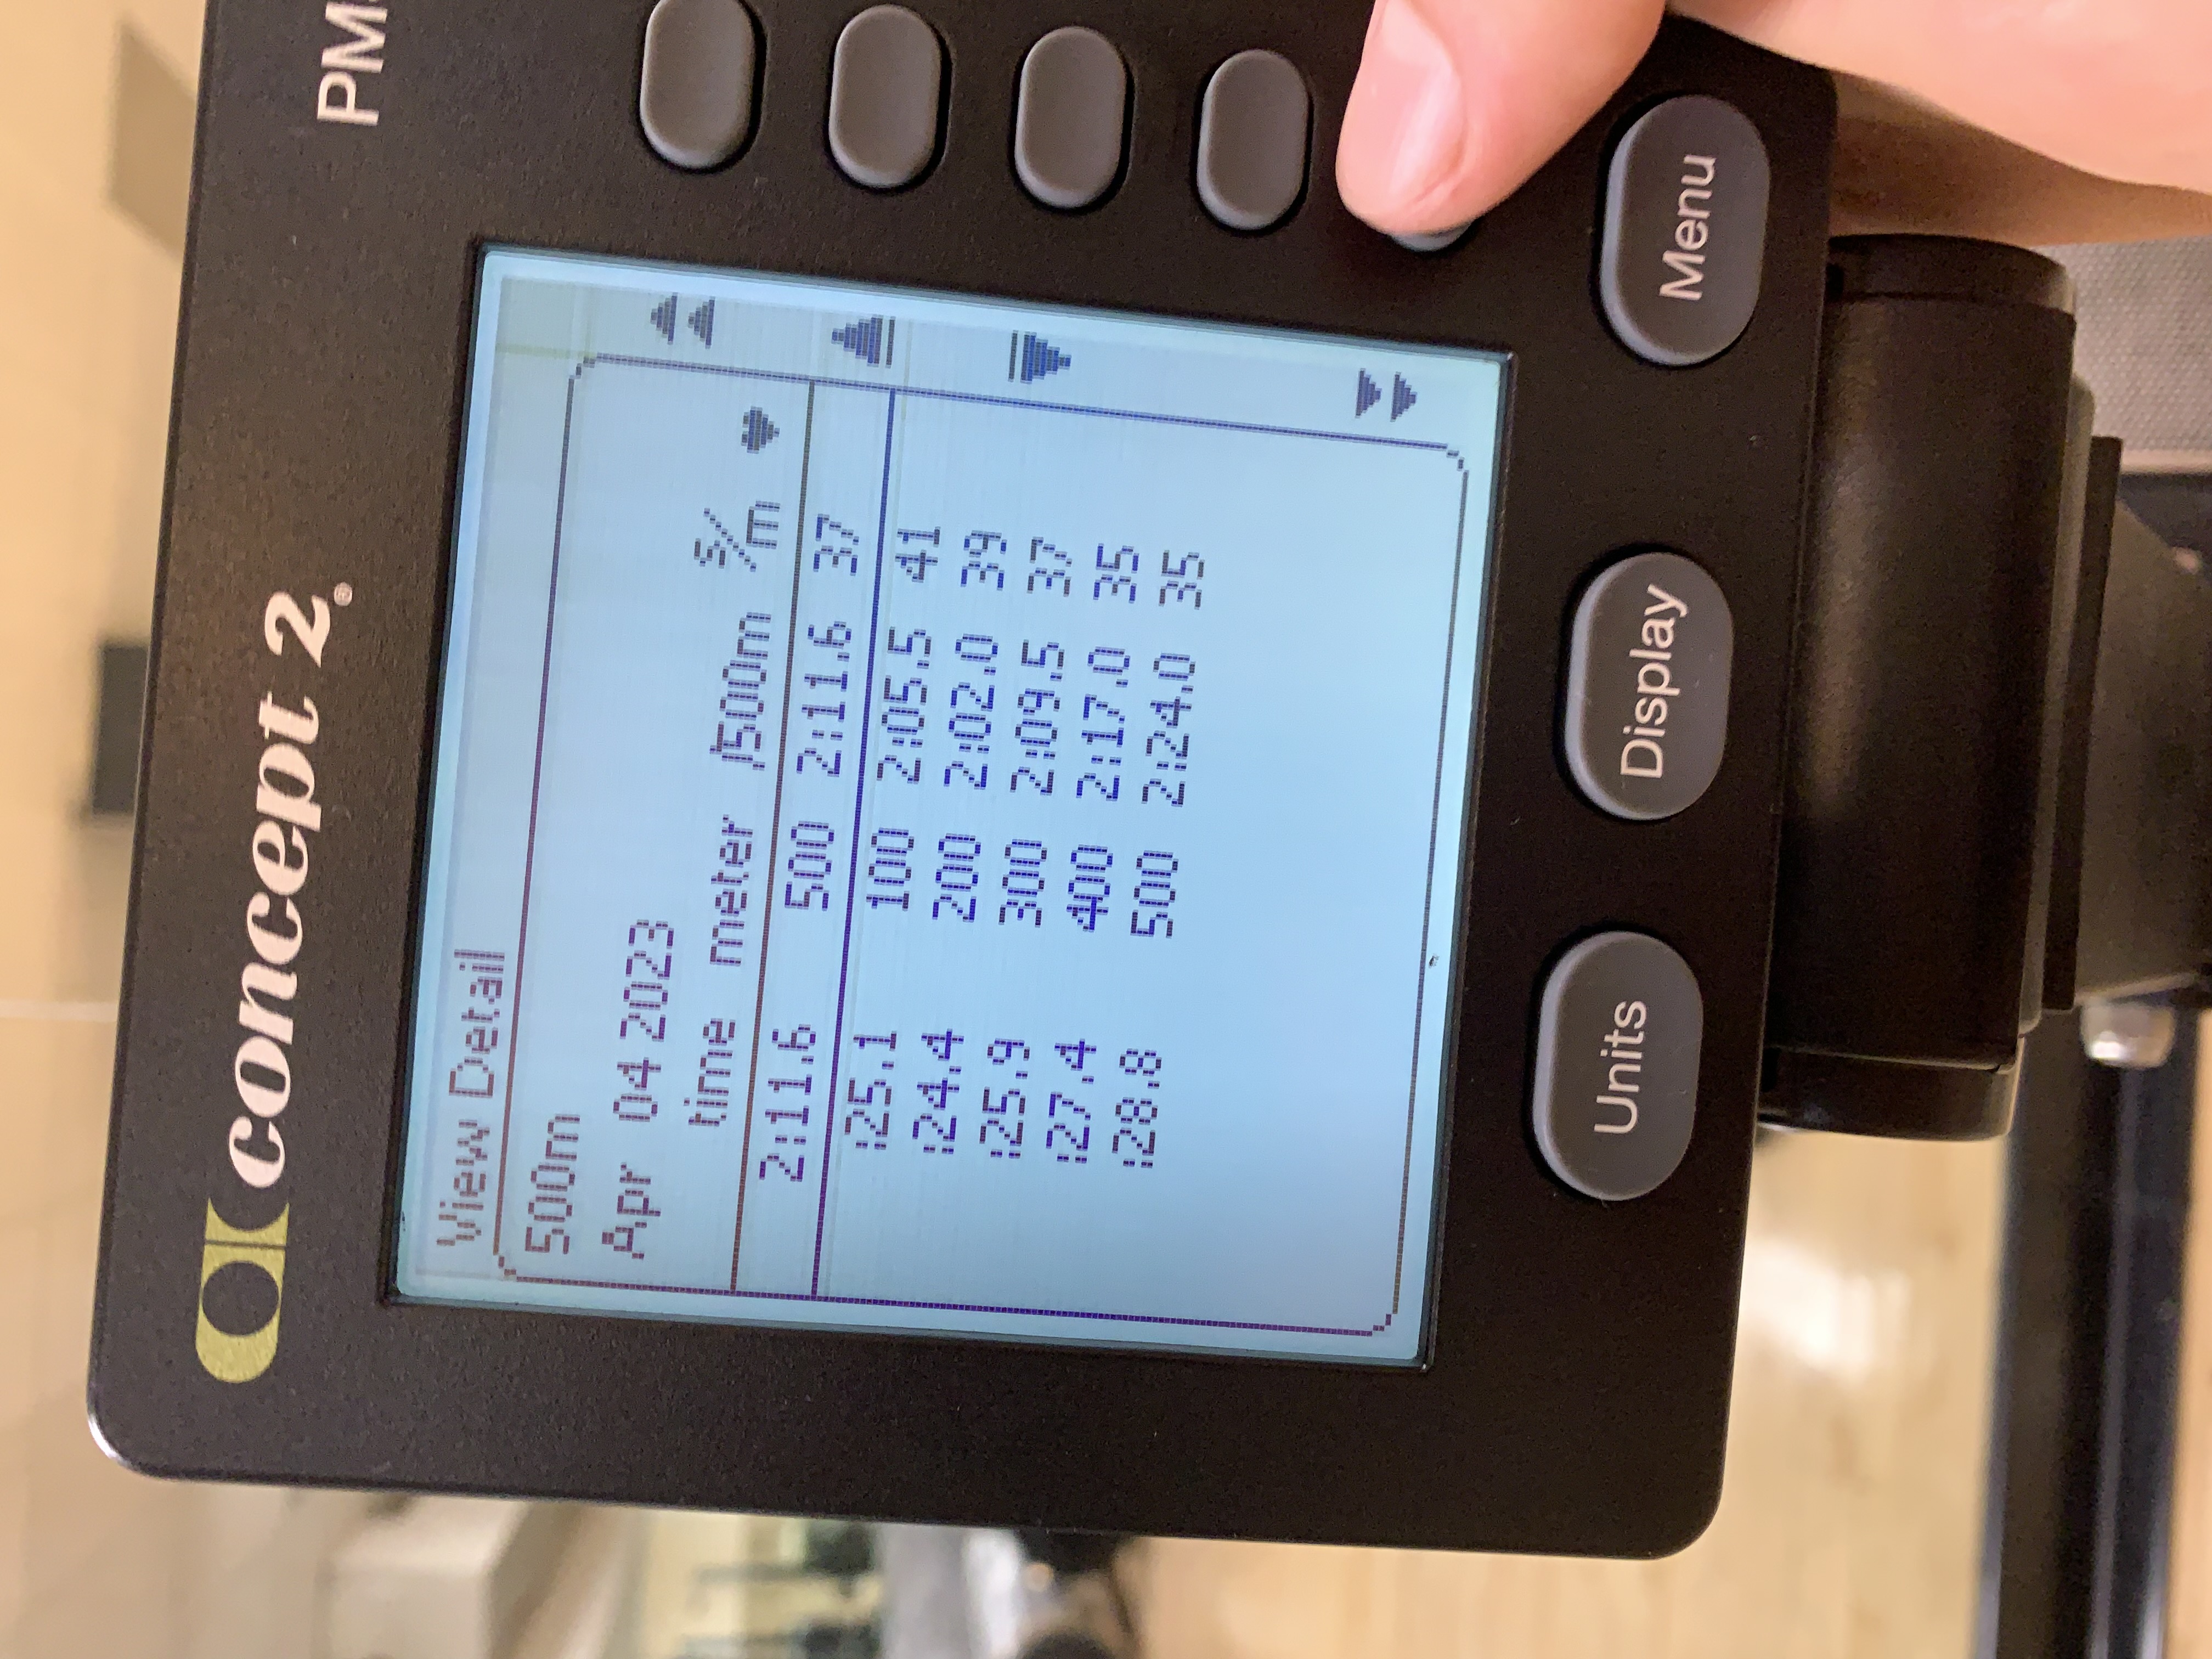 concept 2®
PM
View Detail
500m
Apr 04 2023
time meter /500m s/m ♥
2:11.6 500 2:11.6 37
:25.1 100 2:05.5 41
:24.4 200 2:02.0 39
:25.9 300 2:09.5 37
:27.4 400 2:17.0 35
:28.8 500 2:24.0 35
Units Display Menu